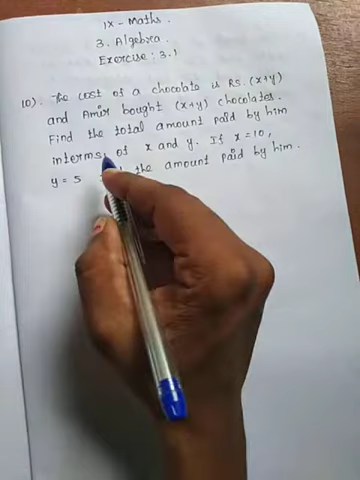 IX - Maths.
3. Algebra
Exercise: 3.1
10). The cost of a chocolate is Rs. (x+y)
and Amir bought (x+y) chocolates.
Find the total amount paid by him
interms of x and y. If x = 10,
y = 5 the amount paid by him.